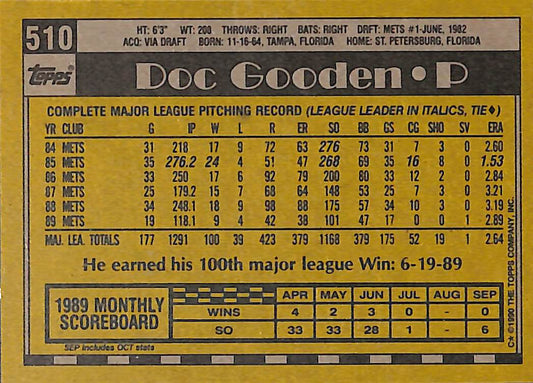 510
HT: 6'3" WT: 200 THROWS: RIGHT BATS: RIGHT DRFT: METS #1-JUNE, 1982
ACQ: VIA DRAFT BORN: 11-16-64, TAMPA, FLORIDA HOME: ST. PETERSBURG, FLORIDA
Topps
Doc Gooden • P
COMPLETE MAJOR LEAGUE PITCHING RECORD (LEAGUE LEADER IN ITALICS, TIE♦)
YR CLUB G IP W L R ER SO BB GS CG SHO SV ERA
84 METS 31 218 17 9 72 63 276 73 31 7 3 0 2.60
85 METS 35 276.2 24 4 51 47 268 69 35 16 8 0 1.53
86 METS 33 250 17 6 92 79 200 80 33 12 2 0 2.84
87 METS 25 179.2 15 7 68 64 148 53 25 7 3 0 3.21
88 METS 34 248.1 18 9 98 88 175 57 34 10 3 0 3.19
89 METS 19 118.1 9 4 42 38 101 47 17 0 0 1 2.89
MAJ. LEA. TOTALS 177 1291 100 39 423 379 1168 379 175 52 19 1 2.64
He earned his 100th major league Win: 6-19-89
1989 MONTHLY SCOREBOARD
APR MAY JUN JUL AUG SEP
WINS 4 2 3 0 - 0
SO 33 33 28 1 - 6
SEP includes OCT stats
C★©1990 THE TOPPS COMPANY, INC.